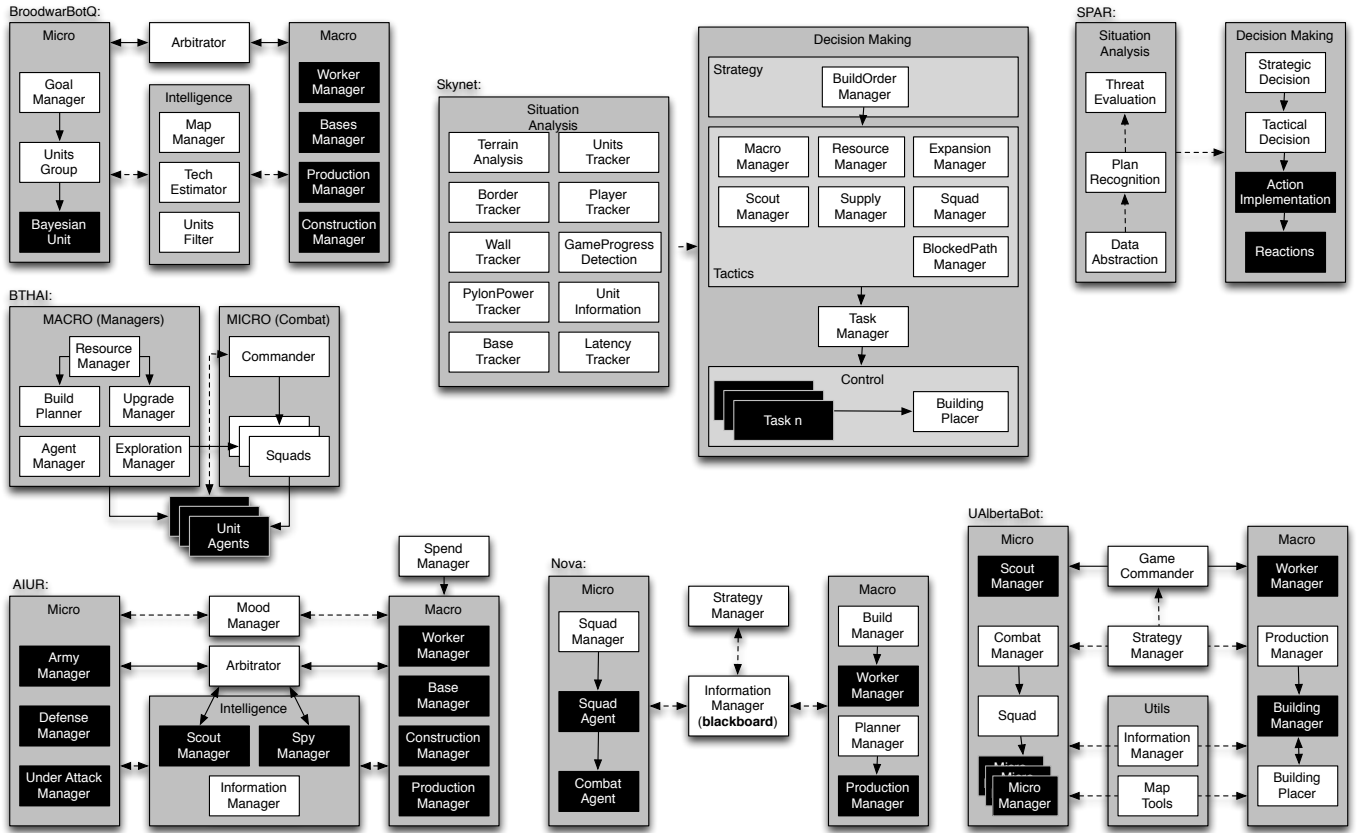 BroodwarBotQ:
Micro
Goal
Manager
Units
Group
Bayesian
Unit
Arbitrator
Intelligence
Map
Manager
Tech
Estimator
Units
Filter
Macro
Worker
Manager
Bases
Manager
Production
Manager
Construction
Manager
Skynet:
Situation
Analysis
Terrain
Analysis
Units
Tracker
Border
Tracker
Player
Tracker
Wall
Tracker
GameProgress
Detection
PylonPower
Tracker
Unit
Information
Base
Tracker
Latency
Tracker
Decision Making
Strategy
BuildOrder
Manager
Macro
Manager
Resource
Manager
Expansion
Manager
Scout
Manager
Supply
Manager
Squad
Manager
BlockedPath
Manager
Tactics
Task
Manager
Control
Task n
Building
Placer
SPAR:
Situation
Analysis
Threat
Evaluation
Plan
Recognition
Data
Abstraction
Decision Making
Strategic
Decision
Tactical
Decision
Action
Implementation
Reactions
BTHAI:
MACRO (Managers)
Resource
Manager
Build
Planner
Upgrade
Manager
Agent
Manager
Exploration
Manager
MICRO (Combat)
Commander
Squads
Unit
Agents
AIUR:
Micro
Army
Manager
Defense
Manager
Under Attack
Manager
Mood
Manager
Arbitrator
Intelligence
Scout
Manager
Spy
Manager
Information
Manager
Spend
Manager
Macro
Worker
Manager
Base
Manager
Construction
Manager
Production
Manager
Nova:
Micro
Squad
Manager
Squad
Agent
Combat
Agent
Strategy
Manager
Information
Manager
(blackboard)
Macro
Build
Manager
Worker
Manager
Planner
Manager
Production
Manager
UAlbertaBot:
Micro
Scout
Manager
Combat
Manager
Squad
Micro
Micro
Micro
Manager
Game
Commander
Strategy
Manager
Utils
Information
Manager
Map
Tools
Macro
Worker
Manager
Production
Manager
Building
Manager
Building
Placer